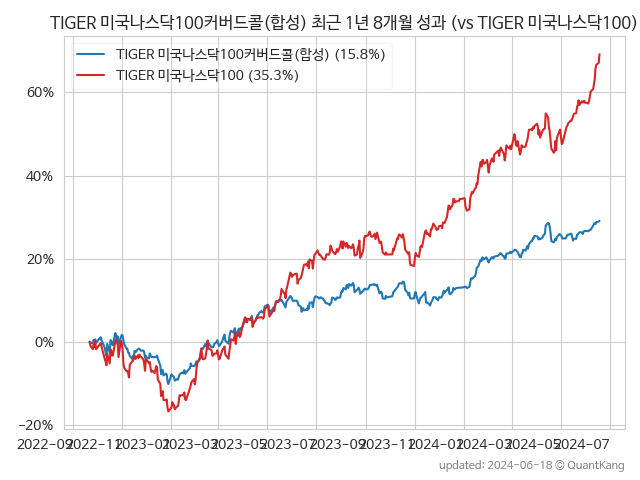 TIGER 미국나스닥100커버드콜(합성) 최근 1년 8개월 성과 (vs TIGER 미국나스닥100)
TIGER 미국나스닥100커버드콜(합성) (15.8%)
TIGER 미국나스닥100 (35.3%)
60%
40%
20%
0%
−20%
2022-09 2022-11 2023-01 2023-03 2023-05 2023-07 2023-09 2023-11 2024-01 2024-03 2024-05 2024-07
updated: 2024-06-18 © QuantKang